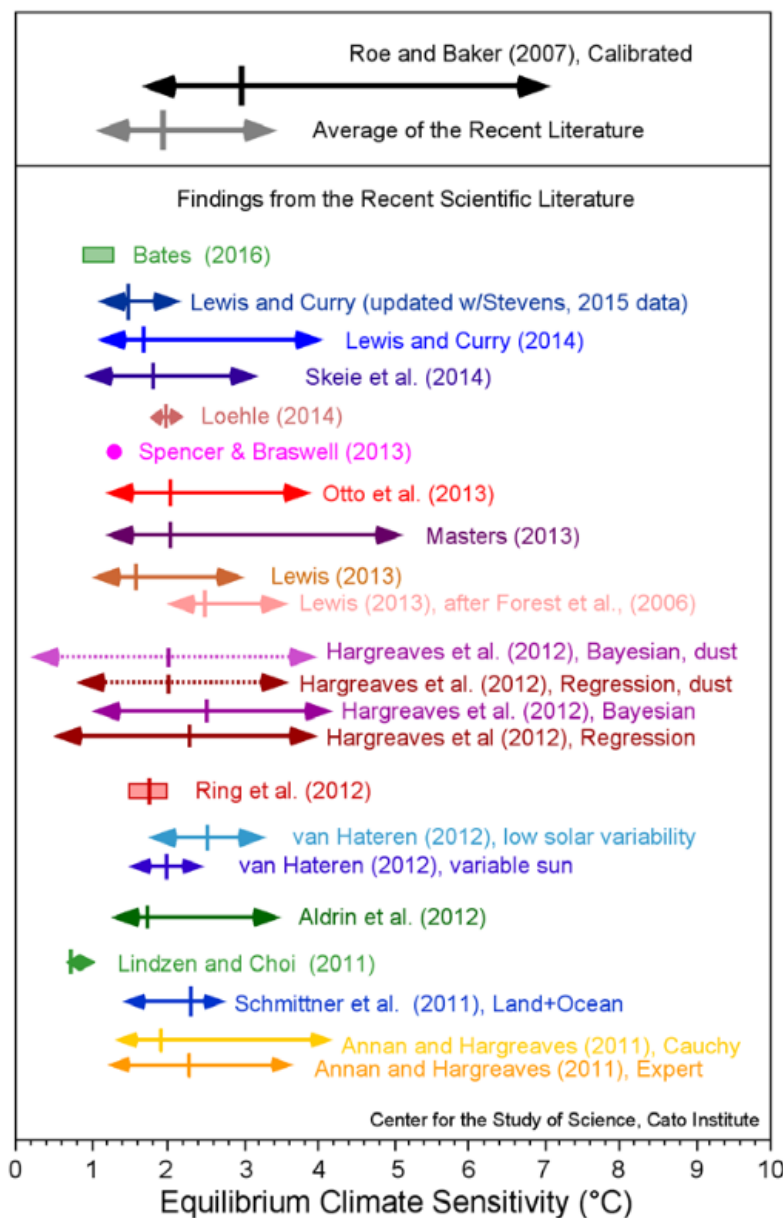 Roe and Baker (2007), Calibrated
Average of the Recent Literature
Findings from the Recent Scientific Literature
Bates (2016)
Lewis and Curry (updated w/Stevens, 2015 data)
Lewis and Curry (2014)
Skeie et al. (2014)
Loehle (2014)
Spencer & Braswell (2013)
Otto et al. (2013)
Masters (2013)
Lewis (2013)
Lewis (2013), after Forest et al., (2006)
Hargreaves et al. (2012), Bayesian, dust
Hargreaves et al. (2012), Regression, dust
Hargreaves et al. (2012), Bayesian
Hargreaves et al (2012), Regression
Ring et al. (2012)
van Hateren (2012), low solar variability
van Hateren (2012), variable sun
Aldrin et al. (2012)
Lindzen and Choi (2011)
Schmittner et al. (2011), Land+Ocean
Annan and Hargreaves (2011), Cauchy
Annan and Hargreaves (2011), Expert
Center for the Study of Science, Cato Institute
0 1 2 3 4 5 6 7 8 9 10
Equilibrium Climate Sensitivity (°C)